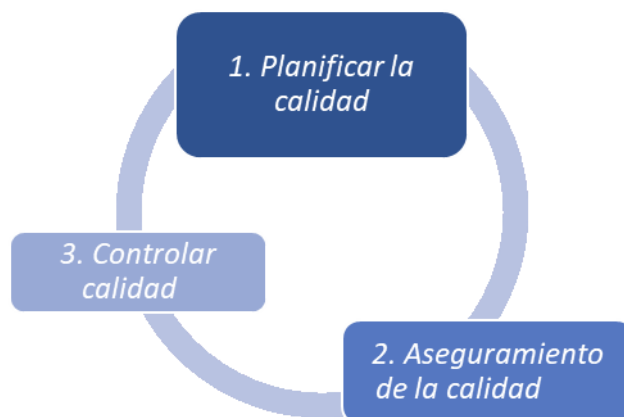 1. Planificar la
calidad
2. Aseguramiento
de la calidad
3. Controlar
calidad